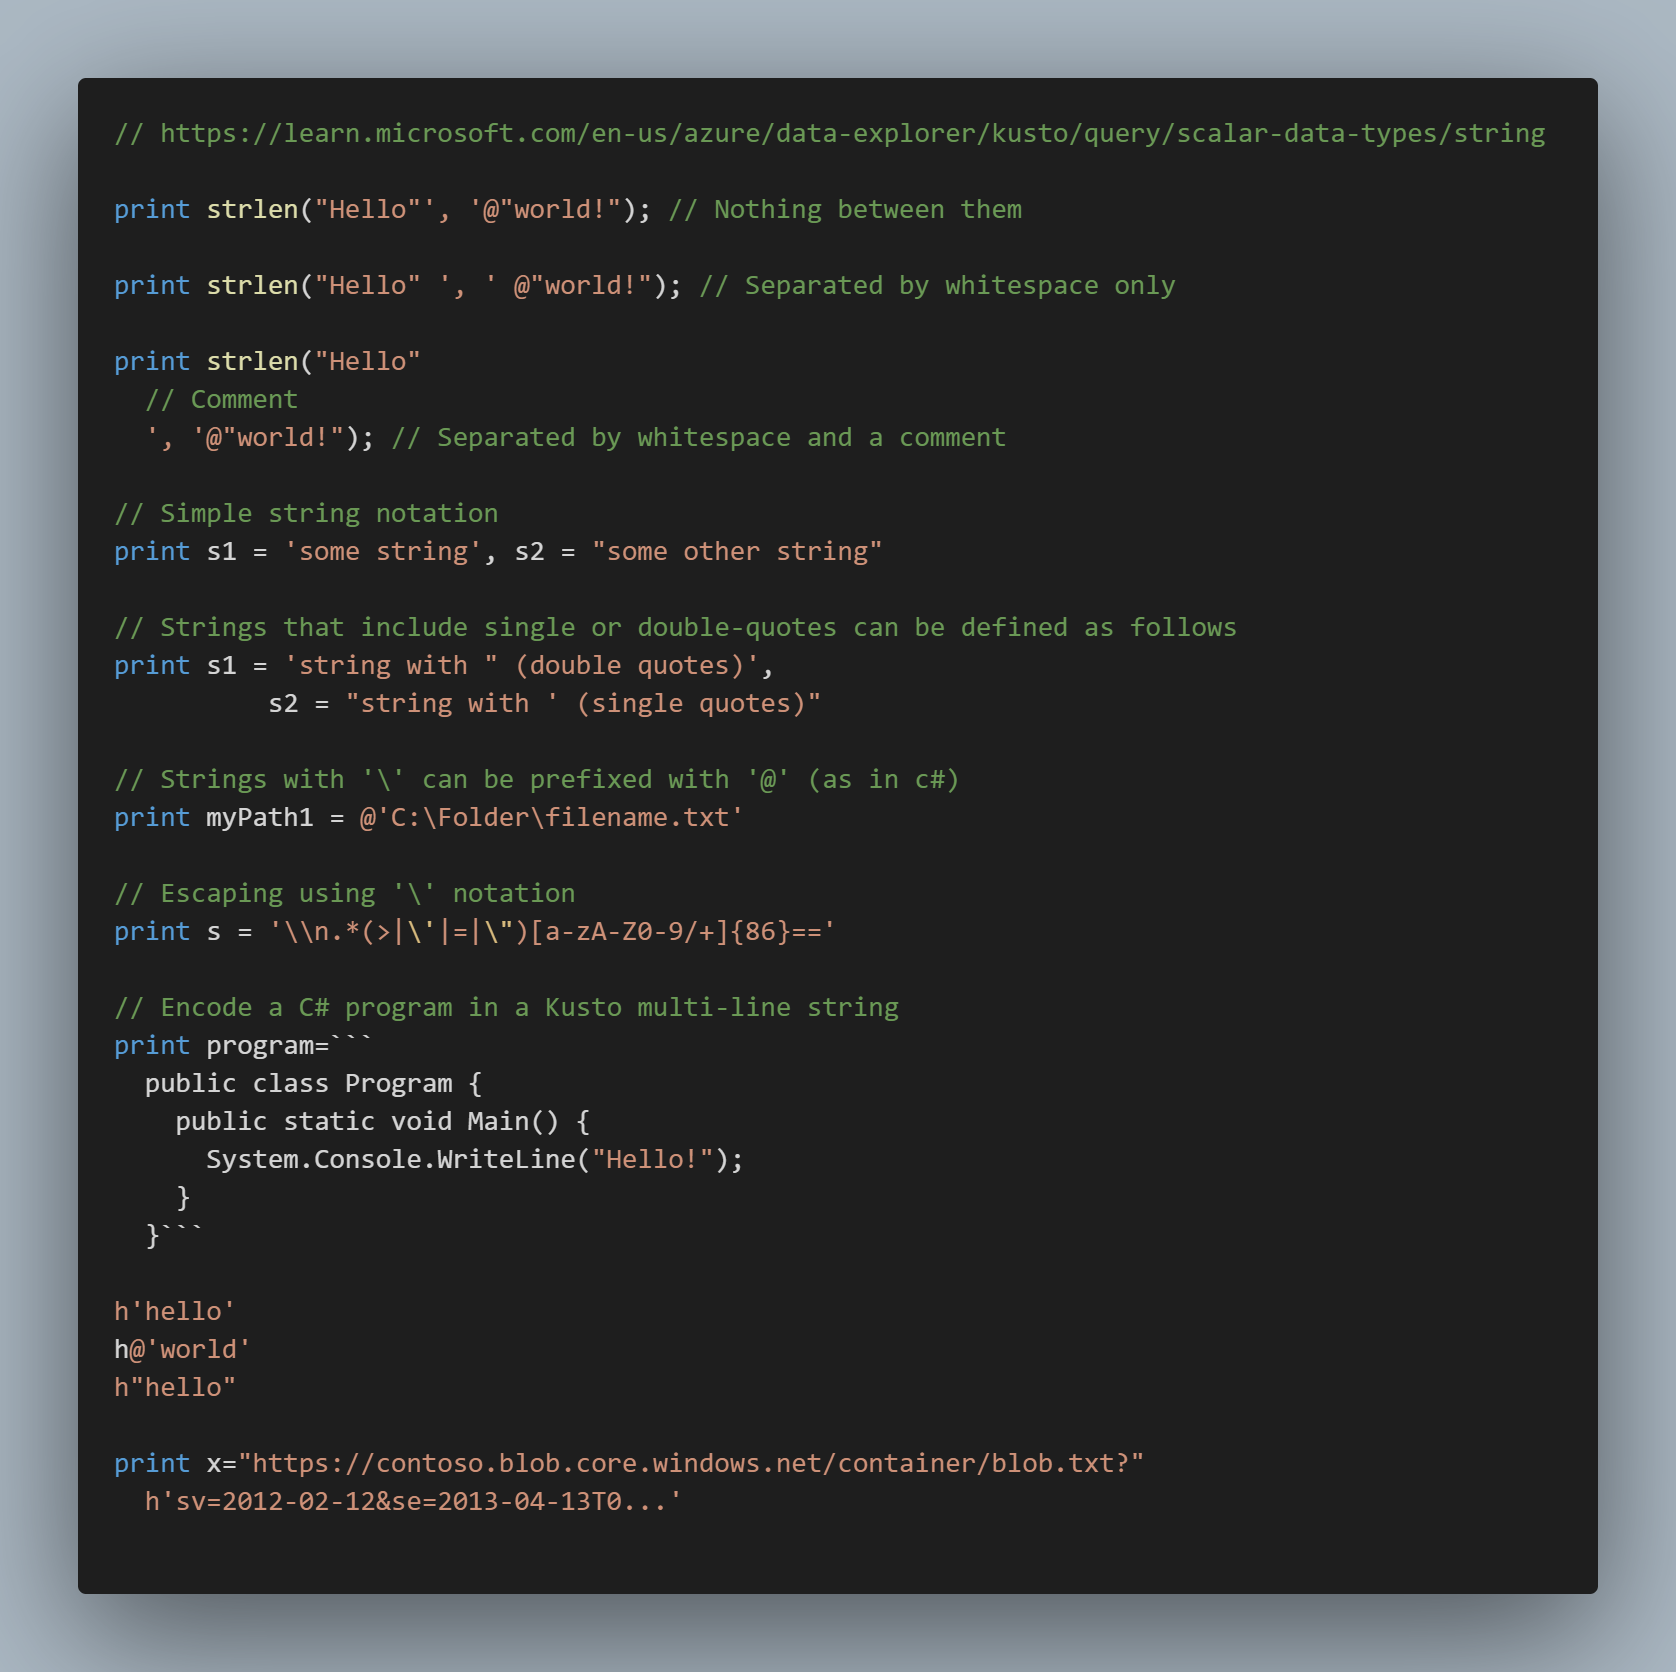 // https://learn.microsoft.com/en-us/azure/data-explorer/kusto/query/scalar-data-types/string

print strlen("Hello"', '@"world!"); // Nothing between them

print strlen("Hello" ', ' @"world!"); // Separated by whitespace only

print strlen("Hello"
  // Comment
  ', '@"world!"); // Separated by whitespace and a comment

// Simple string notation
print s1 = 'some string', s2 = "some other string"

// Strings that include single or double-quotes can be defined as follows
print s1 = 'string with " (double quotes)',
          s2 = "string with ' (single quotes)"

// Strings with '\' can be prefixed with '@' (as in c#)
print myPath1 = @'C:\Folder\filename.txt'

// Escaping using '\' notation
print s = '\\n.*(>|\'|=|\")[a-zA-Z0-9/+]{86}=='

// Encode a C# program in a Kusto multi-line string
print program=```
  public class Program {
    public static void Main() {
      System.Console.WriteLine("Hello!");
    }
  }```

h'hello'
h@'world'
h"hello"

print x="https://contoso.blob.core.windows.net/container/blob.txt?"
  h'sv=2012-02-12&se=2013-04-13T0...'